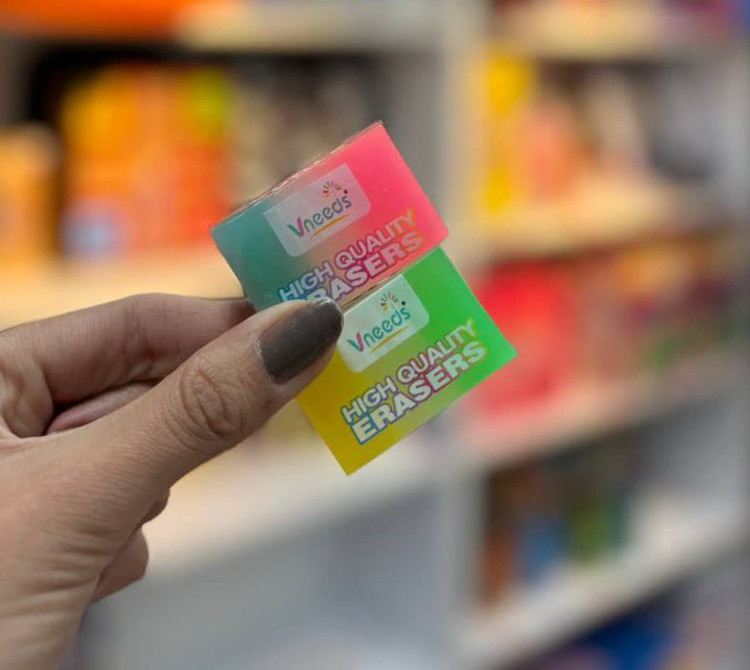 Vneeds
HIGH QUALITY
ERASERS
Vneeds
HIGH QUALITY
ERASERS